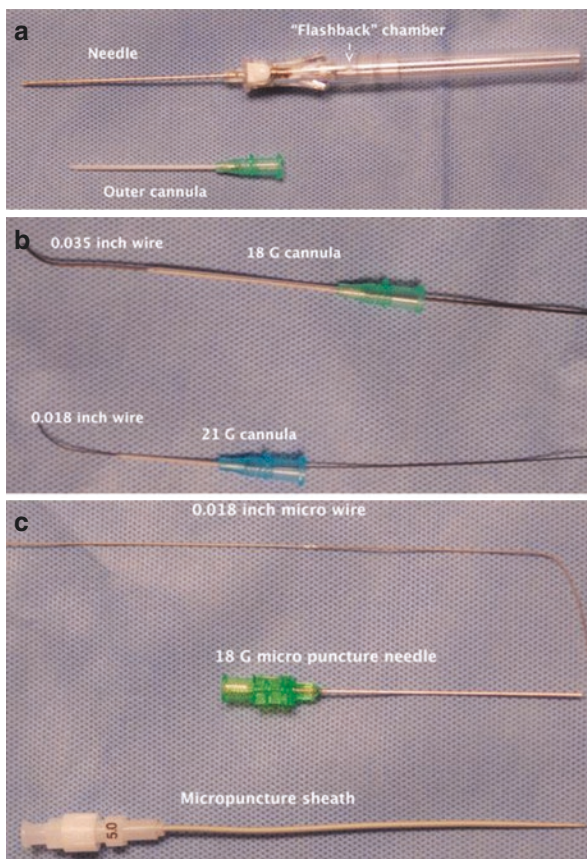 a
"Flashback" chamber
Needle
Outer cannula
b
0.035 inch wire
18 G cannula
0.018 inch wire
21 G cannula
c
0.018 inch micro wire
18 G micro puncture needle
Micropuncture sheath
5.0